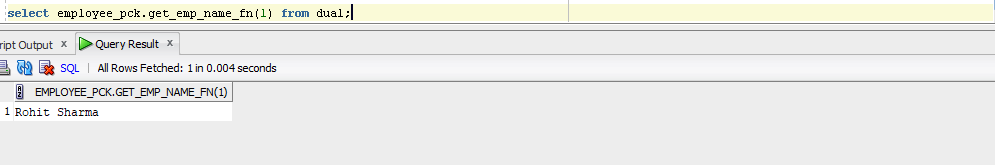 select employee_pck.get_emp_name_fn(1) from dual;
ript Output x Query Result x
SQL | All Rows Fetched: 1 in 0.004 seconds
EMPLOYEE_PCK.GET_EMP_NAME_FN(1)
1 Rohit Sharma